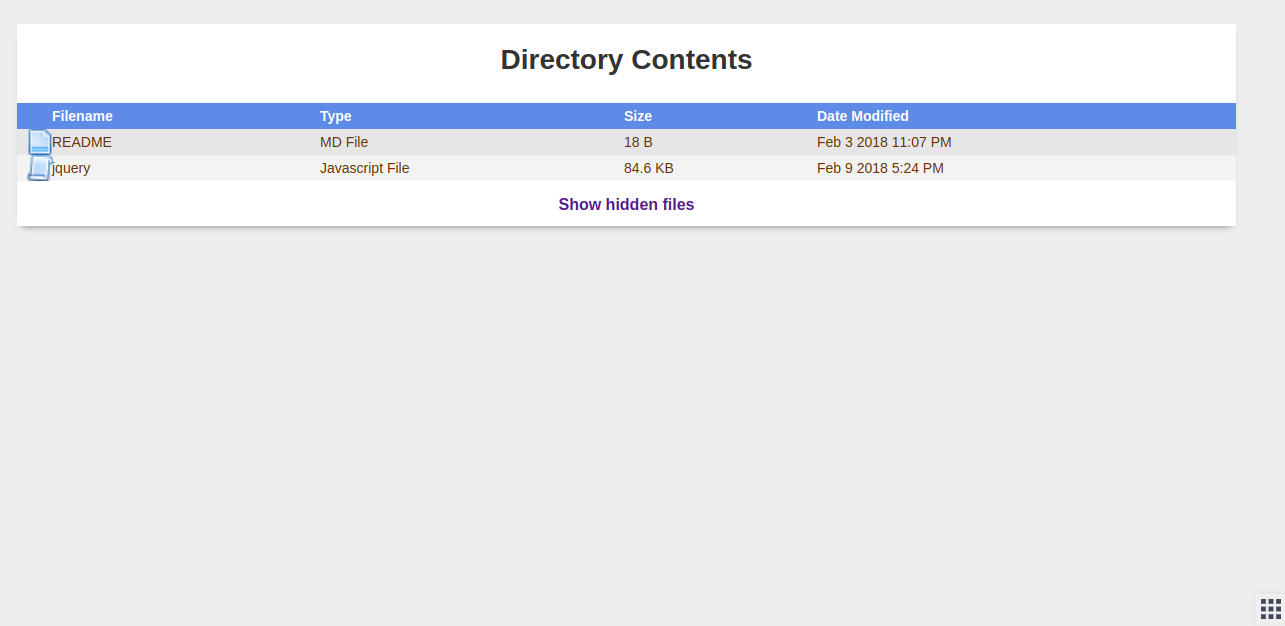 Directory Contents
Filename Type Size Date Modified
README MD File 18 B Feb 3 2018 11:07 PM
jquery Javascript File 84.6 KB Feb 9 2018 5:24 PM
Show hidden files